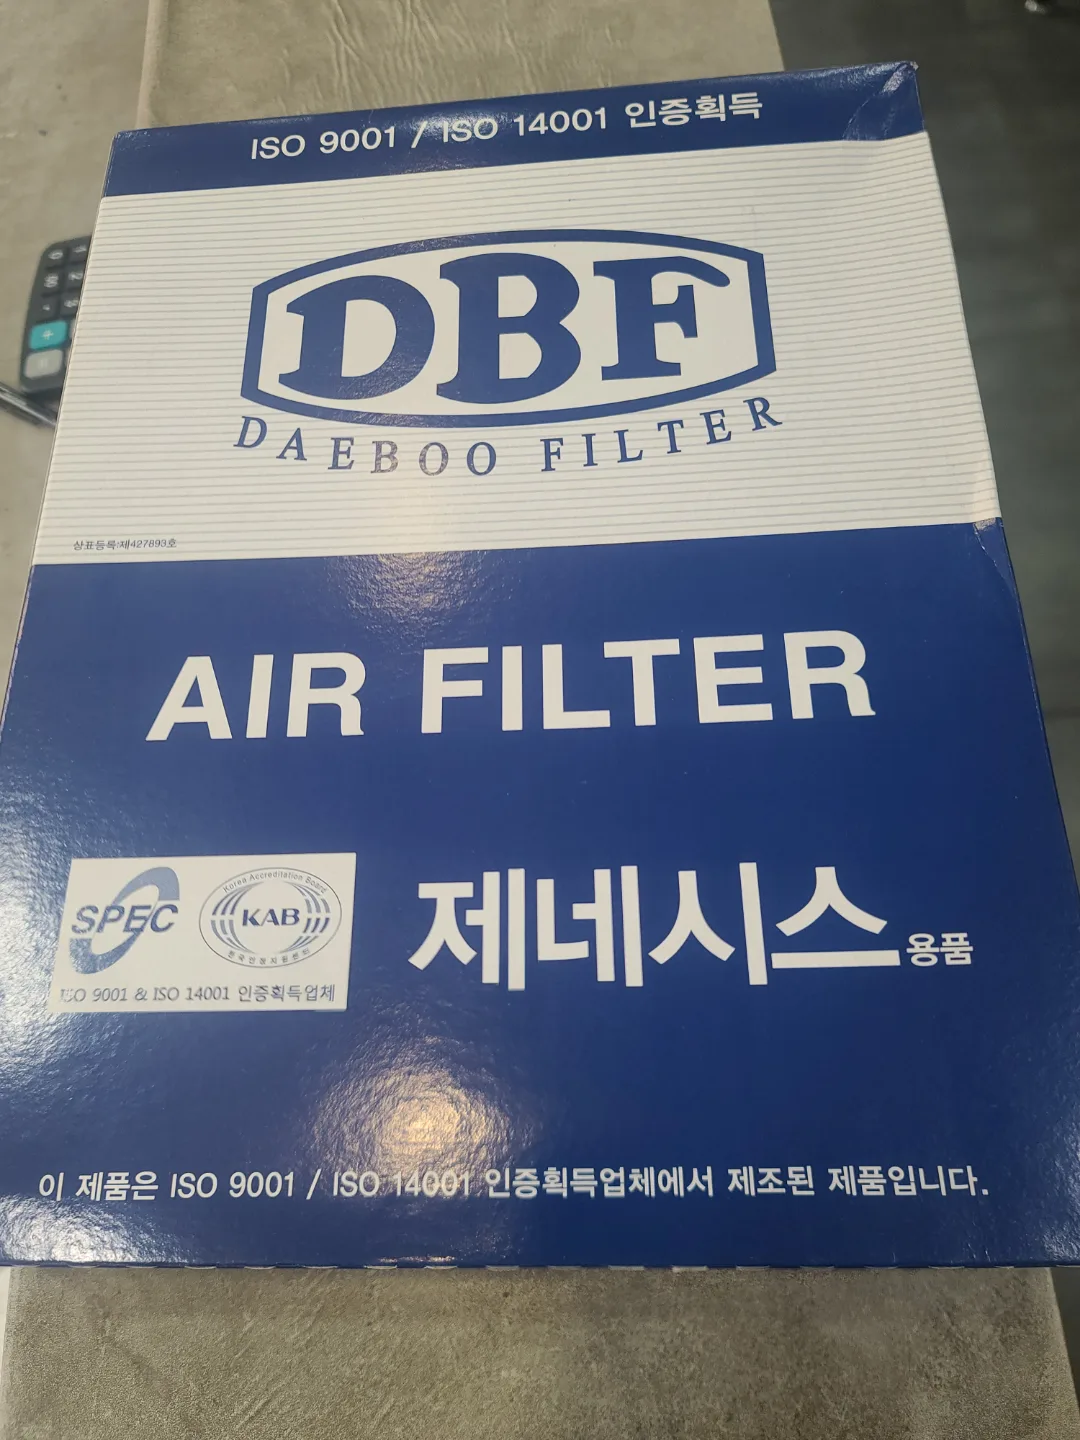 ISO 9001 / ISO 14001 인증획득
DBF
DAEBOO FILTER
상표등록:제427893호
AIR FILTER
SPEC
Korea Accreditation Board
KAB
ISO 9001 & ISO 14001 인증획득업체
제네시스용품
이 제품은 ISO 9001 / ISO 14001 인증획득업체에서 제조된 제품입니다.